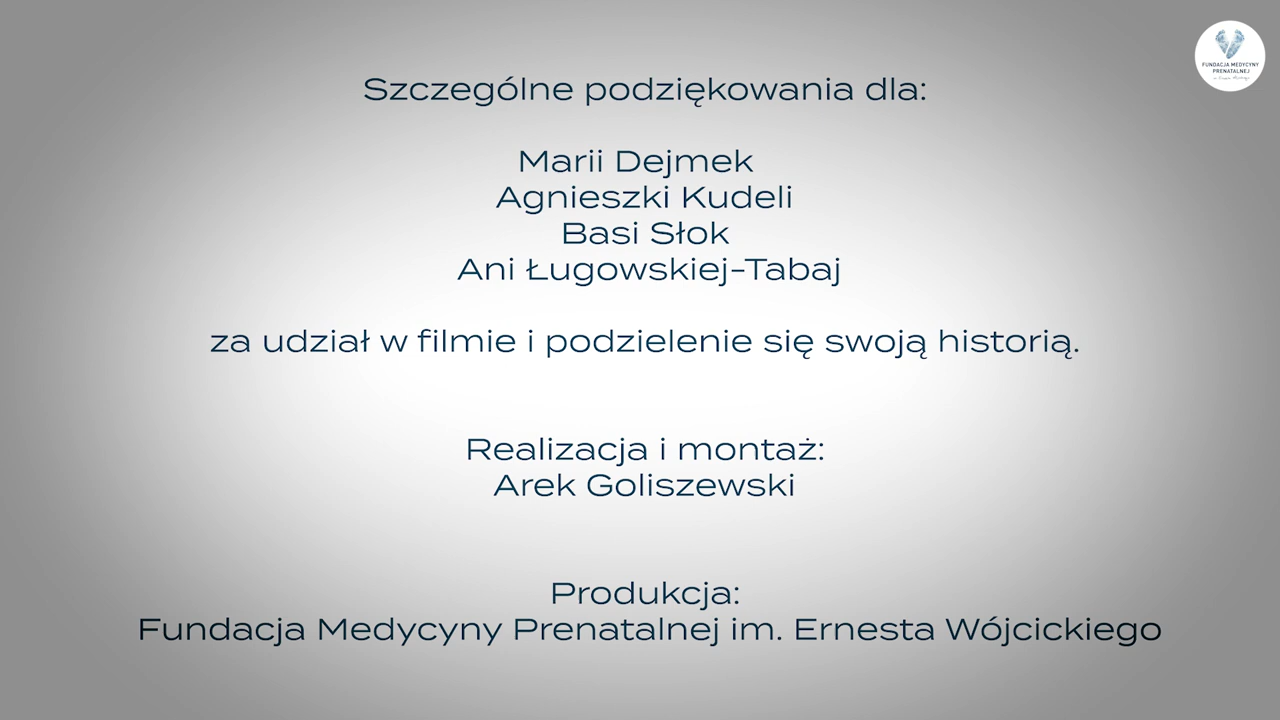 FUNDACJA MEDYCYNY
PRENATALNEJ
Szczególne podziękowania dla:
Marii Dejmek
Agnieszki Kudeli
Basi Słok
Ani Ługowskiej-Tabaj
za udział w filmie i podzielenie się swoją historią.
Realizacja i montaż:
Arek Goliszewski
Produkcja:
Fundacja Medycyny Prenatalnej im. Ernesta Wójcickiego